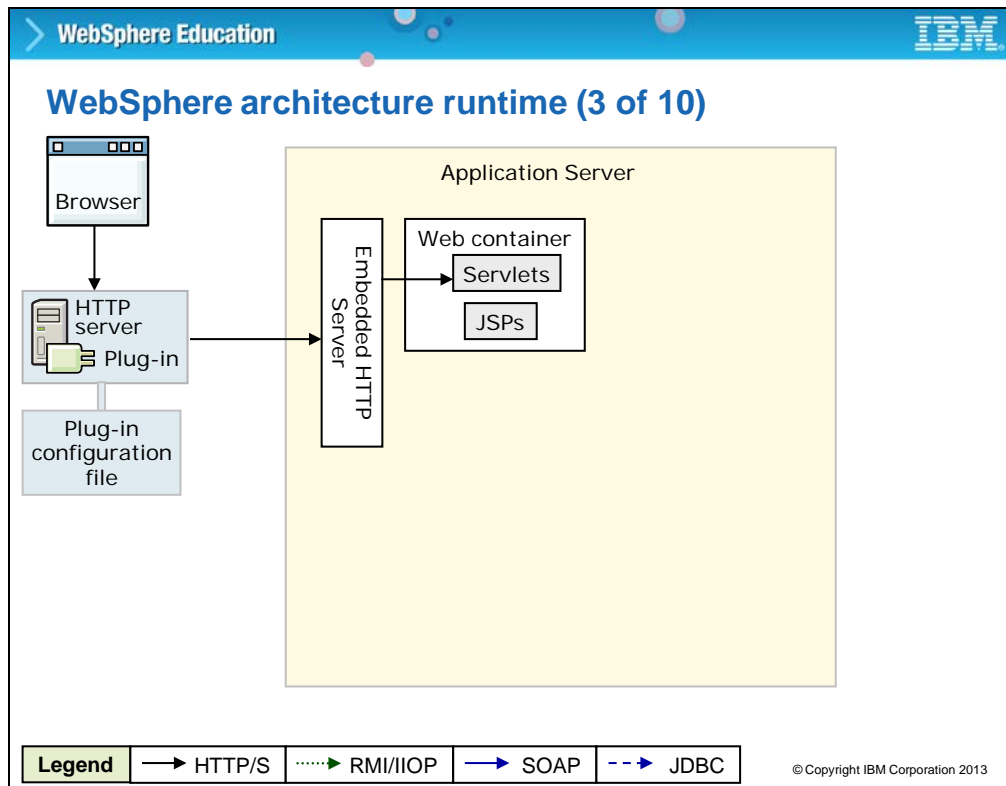 WebSphere Education
IBM
WebSphere architecture runtime (3 of 10)
Browser
HTTP
server
Plug-in
Plug-in
configuration
file
Application Server
Embedded HTTP
Server
Web container
Servlets
JSPs
Legend
HTTP/S
RMI/IIOP
SOAP
JDBC
© Copyright IBM Corporation 2013